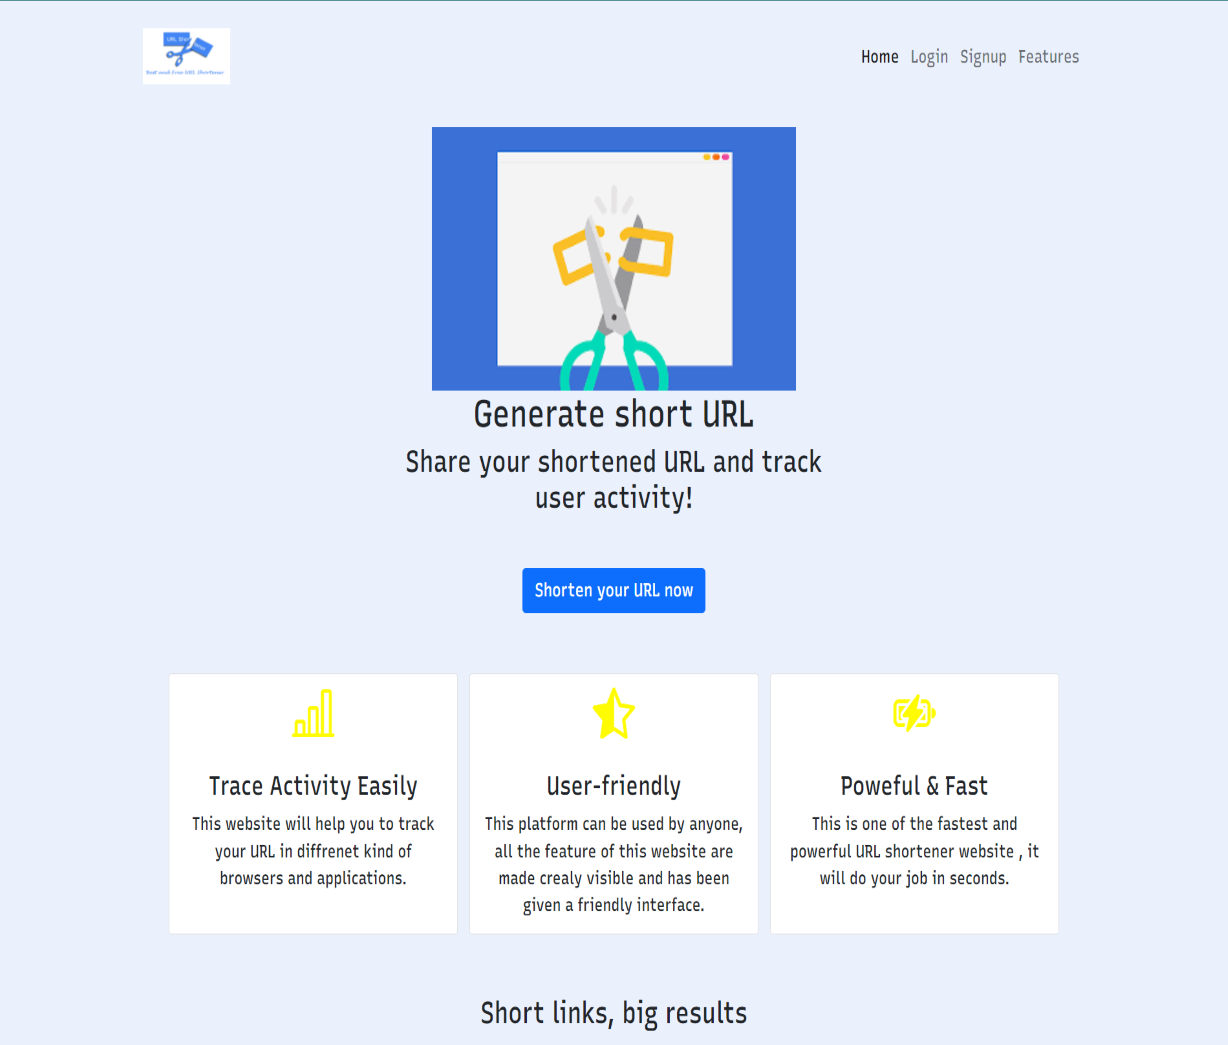 Home Login Signup Features
Generate short URL
Share your shortened URL and track
user activity!
Shorten your URL now
Trace Activity Easily
This website will help you to track
your URL in diffrenet kind of
browsers and applications.
User-friendly
This platform can be used by anyone,
all the feature of this website are
made crealy visible and has been
given a friendly interface.
Poweful & Fast
This is one of the fastest and
powerful URL shortener website , it
will do your job in seconds.
Short links, big results